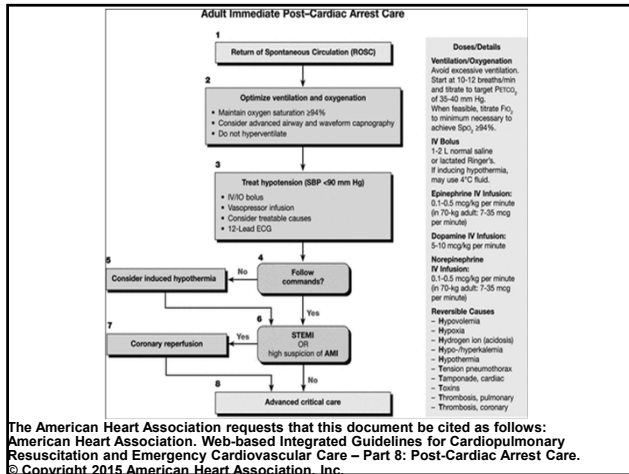 Adult Immediate Post–Cardiac Arrest Care
1
Return of Spontaneous Circulation (ROSC)
2
Optimize ventilation and oxygenation
• Maintain oxygen saturation ≥94%
• Consider advanced airway and waveform capnography
• Do not hyperventilate
3
Treat hypotension (SBP <90 mm Hg)
• IV/IO bolus
• Vasopressor infusion
• Consider treatable causes
• 12-Lead ECG
4
Follow
commands?
No
5
Consider induced hypothermia
Yes
6
STEMI
OR
high suspicion of AMI
Yes
7
Coronary reperfusion
No
8
Advanced critical care
Doses/Details
Ventilation/Oxygenation
Avoid excessive ventilation.
Start at 10-12 breaths/min
and titrate to target PETCO2
of 35-40 mm Hg.
When feasible, titrate FIO2
to minimum necessary to
achieve SpO2 ≥94%.
IV Bolus
1-2 L normal saline
or lactated Ringer's.
If inducing hypothermia,
may use 4°C fluid.
Epinephrine IV Infusion:
0.1-0.5 mcg/kg per minute
(in 70-kg adult: 7-35 mcg
per minute)
Dopamine IV Infusion:
5-10 mcg/kg per minute
Norepinephrine
IV Infusion:
0.1-0.5 mcg/kg per minute
(in 70-kg adult: 7-35 mcg
per minute)
Reversible Causes
– Hypovolemia
– Hypoxia
– Hydrogen ion (acidosis)
– Hypo-/hyperkalemia
– Hypothermia
– Tension pneumothorax
– Tamponade, cardiac
– Toxins
– Thrombosis, pulmonary
– Thrombosis, coronary
The American Heart Association requests that this document be cited as follows:
American Heart Association. Web-based Integrated Guidelines for Cardiopulmonary
Resuscitation and Emergency Cardiovascular Care – Part 8: Post-Cardiac Arrest Care.
© Copyright 2015 American Heart Association, Inc.